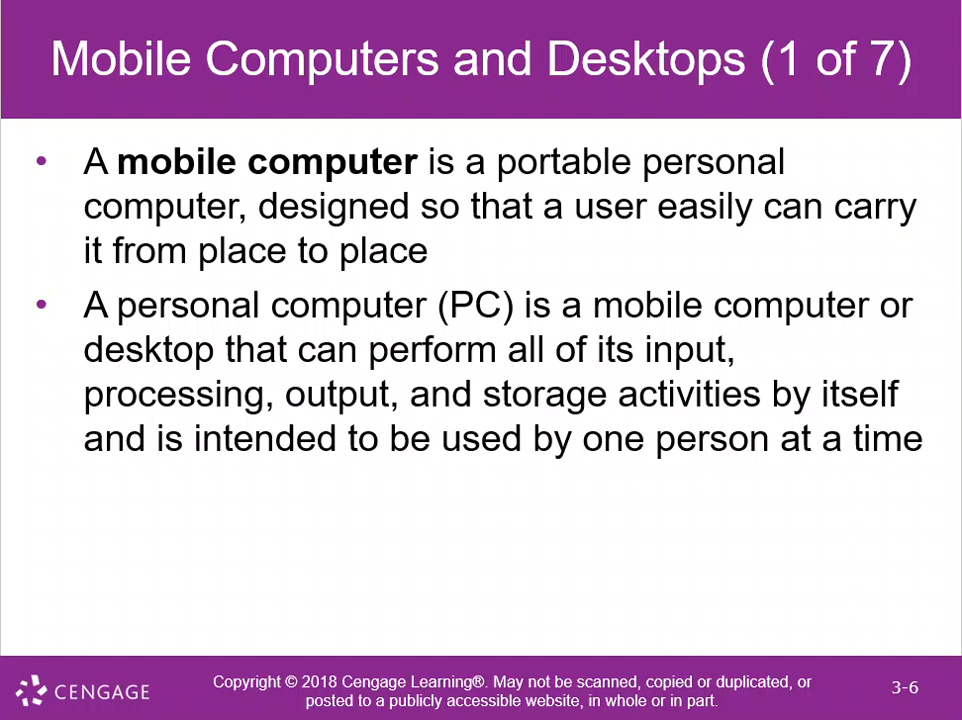 Mobile Computers and Desktops (1 of 7)
• A mobile computer is a portable personal
computer, designed so that a user easily can carry
it from place to place
• A personal computer (PC) is a mobile computer or
desktop that can perform all of its input,
processing, output, and storage activities by itself
and is intended to be used by one person at a time
CENGAGE
Copyright © 2018 Cengage Learning®. May not be scanned, copied or duplicated, or
posted to a publicly accessible website, in whole or in part.
3-6